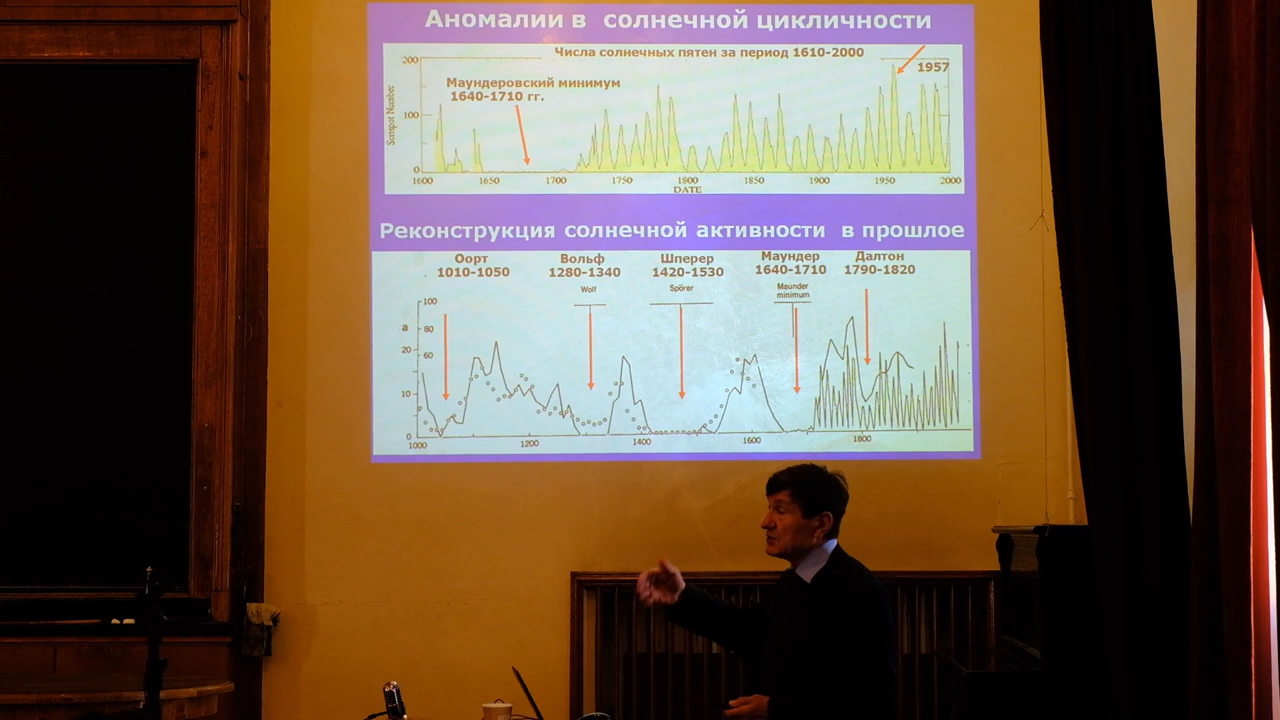 Аномалии в солнечной цикличности
Числа солнечных пятен за период 1610-2000
200
1957
Маундеровский минимум
1640-1710 гг.
Sunspot Number
100
0
1600 1650 1700 1750 1800 1850 1900 1950 2000
DATE
Реконструкция солнечной активности в прошлое
Оорт Вольф Шперер Маундер Далтон
1010-1050 1280-1340 1420-1530 1640-1710 1790-1820
Wolf Spörer Maunder
minimum
100
a 80
20 60
10
0
1000 1200 1400 1600 1800